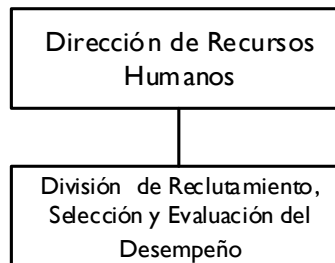 Dirección de Recursos
Humanos
División de Reclutamiento,
Selección y Evaluación del
Desempeño